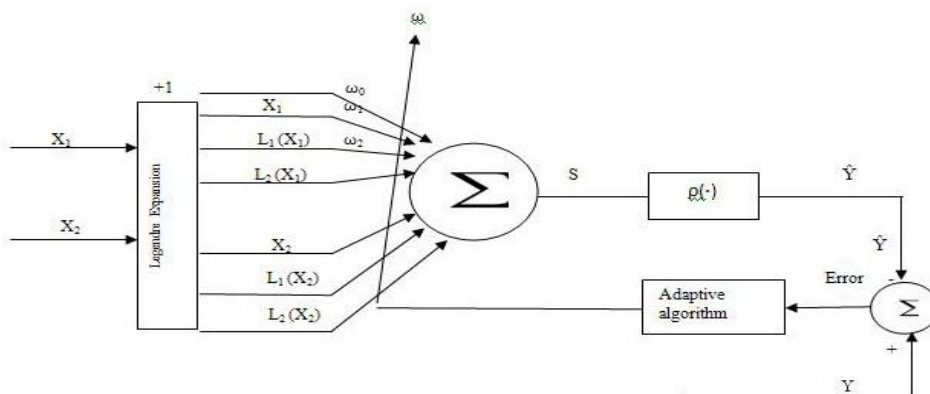 ω
+1
ω₀
X₁
ω₁
X₁
L₁ (X₁)
ω₂
L₂ (X₁)
X₂
X₂
L₁ (X₂)
L₂ (X₂)
Legendre Expansion
Σ
S
ρ(·)
Ŷ
Ŷ
-
Error
Adaptive
algorithm
Σ
+
Y